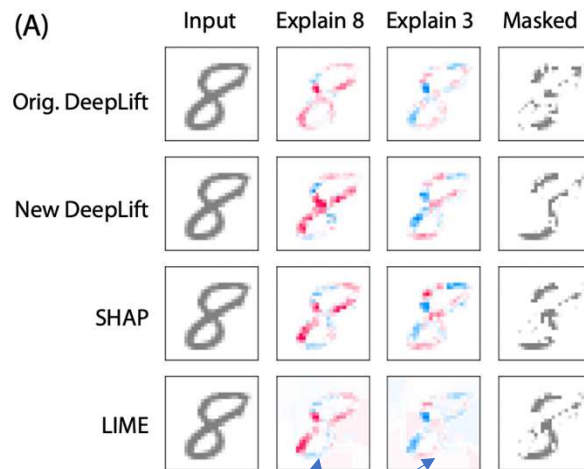 (A)
Input Explain 8 Explain 3 Masked
Orig. DeepLift
New DeepLift
SHAP
LIME